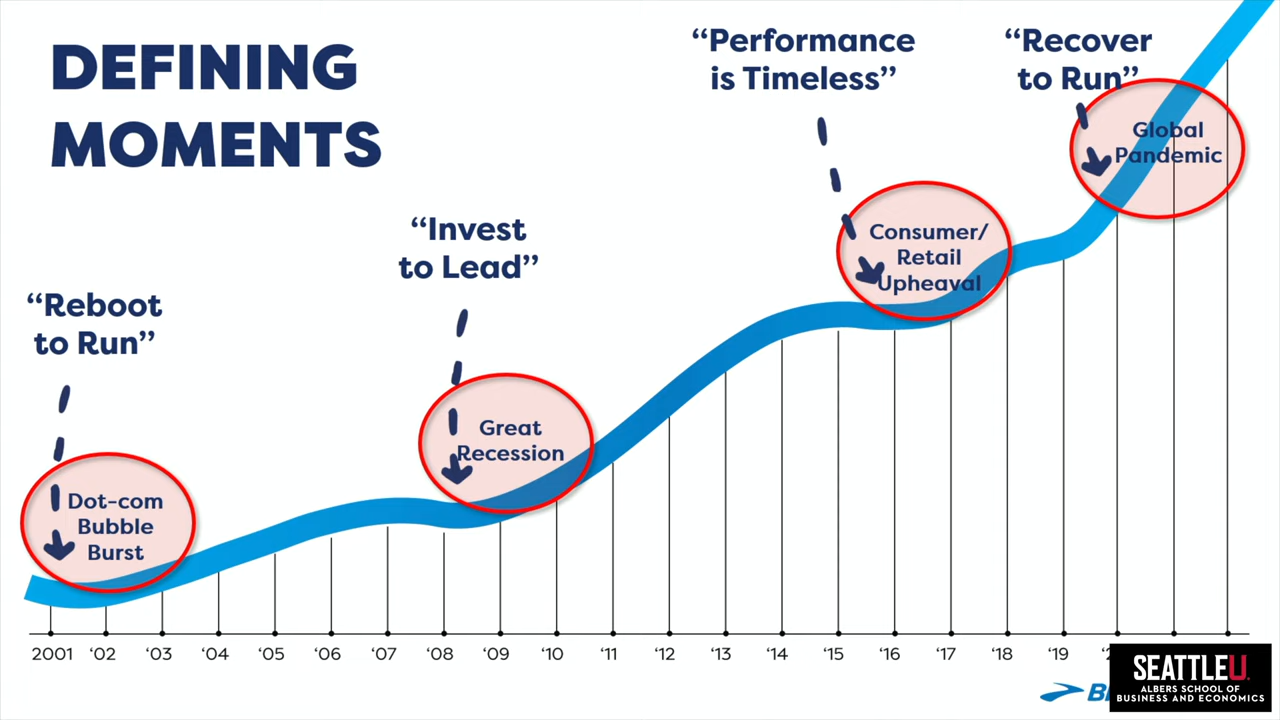 DEFINING
MOMENTS
“Reboot
to Run”
“Invest
to Lead”
“Performance
is Timeless”
“Recover
to Run”
Dot-com
Bubble
Burst
Great
Recession
Consumer/
Retail
Upheaval
Global
Pandemic
2001 ‘02 ‘03 ‘04 ‘05 ‘06 ‘07 ‘08 ‘09 ‘10 ‘11 ‘12 ‘13 ‘14 ‘15 ‘16 ‘17 ‘18 ‘19
SEATTLEU
ALBERS SCHOOL OF
BUSINESS AND ECONOMICS